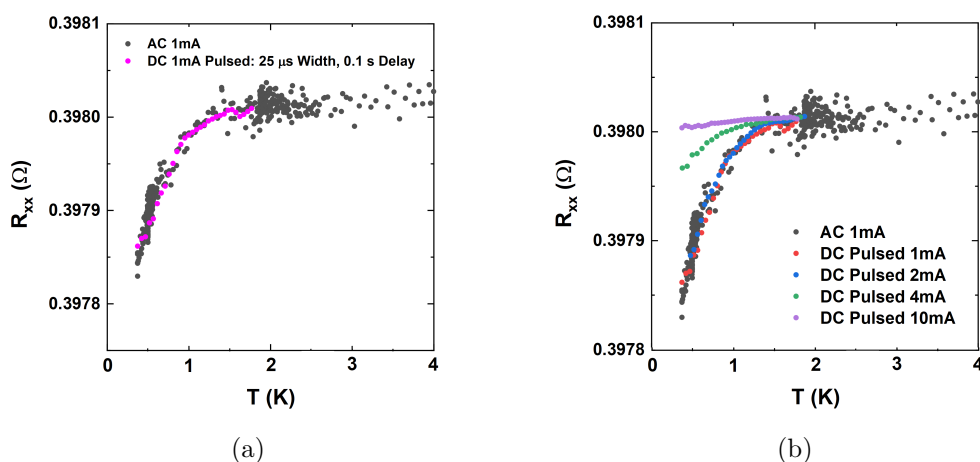 0.3981
AC 1mA
DC 1mA Pulsed: 25 μs Width, 0.1 s Delay
0.3980
0.3979
0.3978
Rxx (Ω)
0 1 2 3 4
T (K)
(a)
0.3981
0.3980
0.3979
0.3978
Rxx (Ω)
AC 1mA
DC Pulsed 1mA
DC Pulsed 2mA
DC Pulsed 4mA
DC Pulsed 10mA
0 1 2 3 4
T (K)
(b)